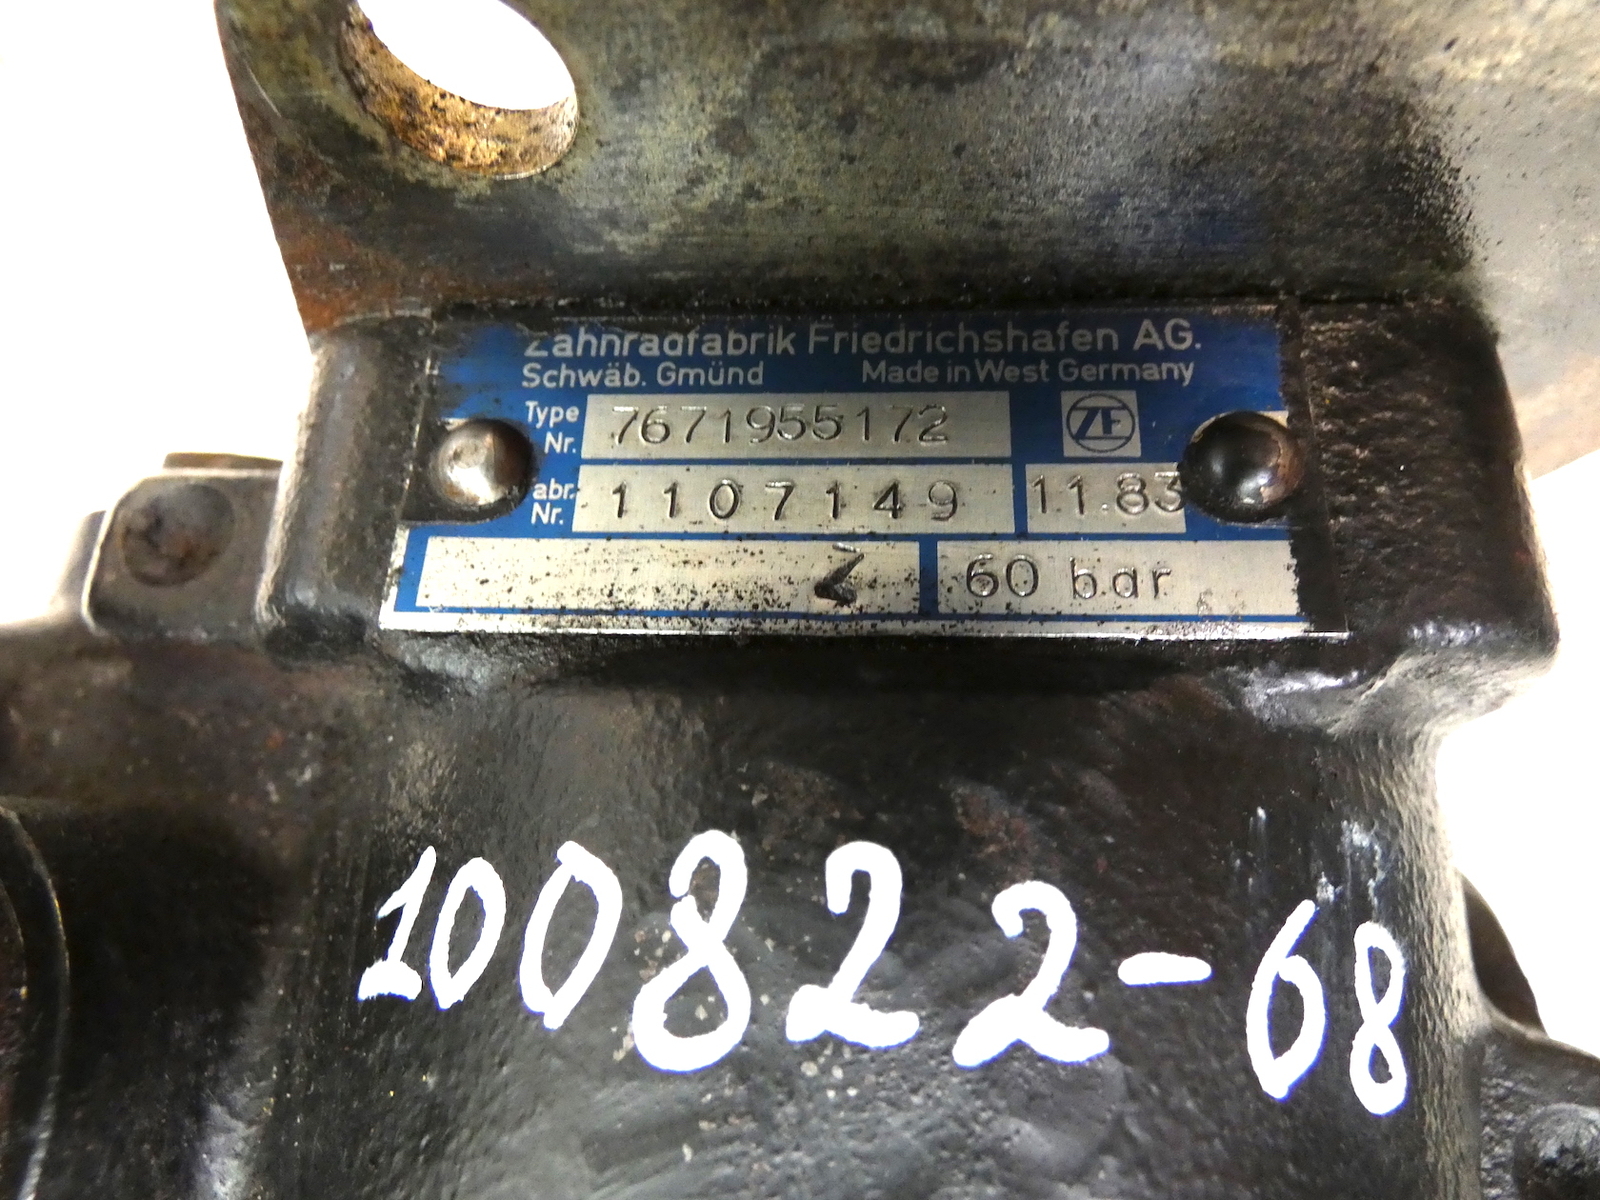 Zahnradfabrik Friedrichshafen AG.
Schwäb. Gmünd Made in West Germany
Type Nr. 7671955172 ZF
abr. Nr. 1107149 11.83
Z 60 bar
100822-68